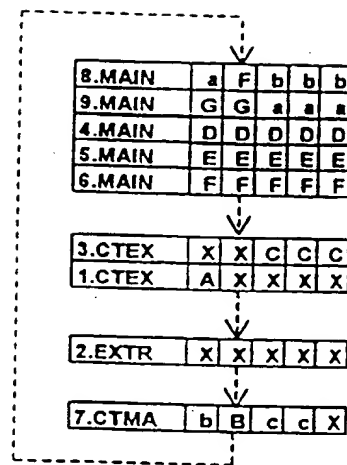 8.MAIN a F b b b
9.MAIN G G a a a
4.MAIN D D D D D
5.MAIN E E E E E
6.MAIN F F F F F
3.CTEX X X C C C
1.CTEX A X X X X
2.EXTR X X X X X
7.CTMA b B c c X